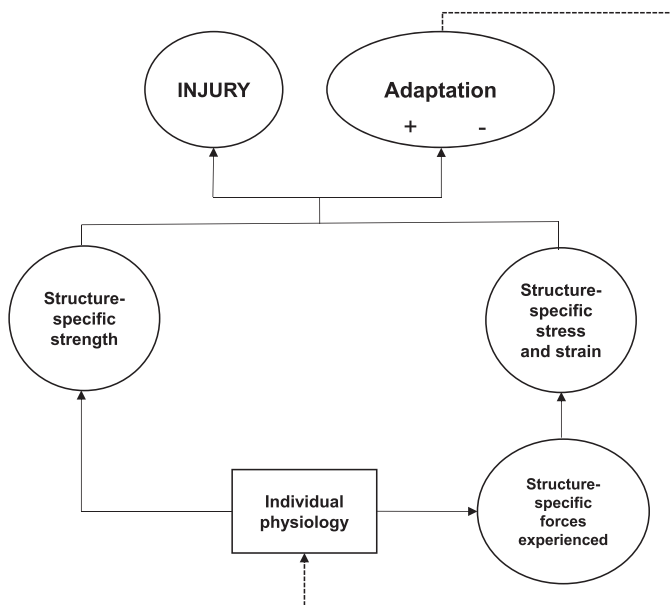 INJURY
Adaptation
+ -
Structure-
specific
strength
Structure-
specific
stress
and strain
Individual
physiology
Structure-
specific
forces
experienced